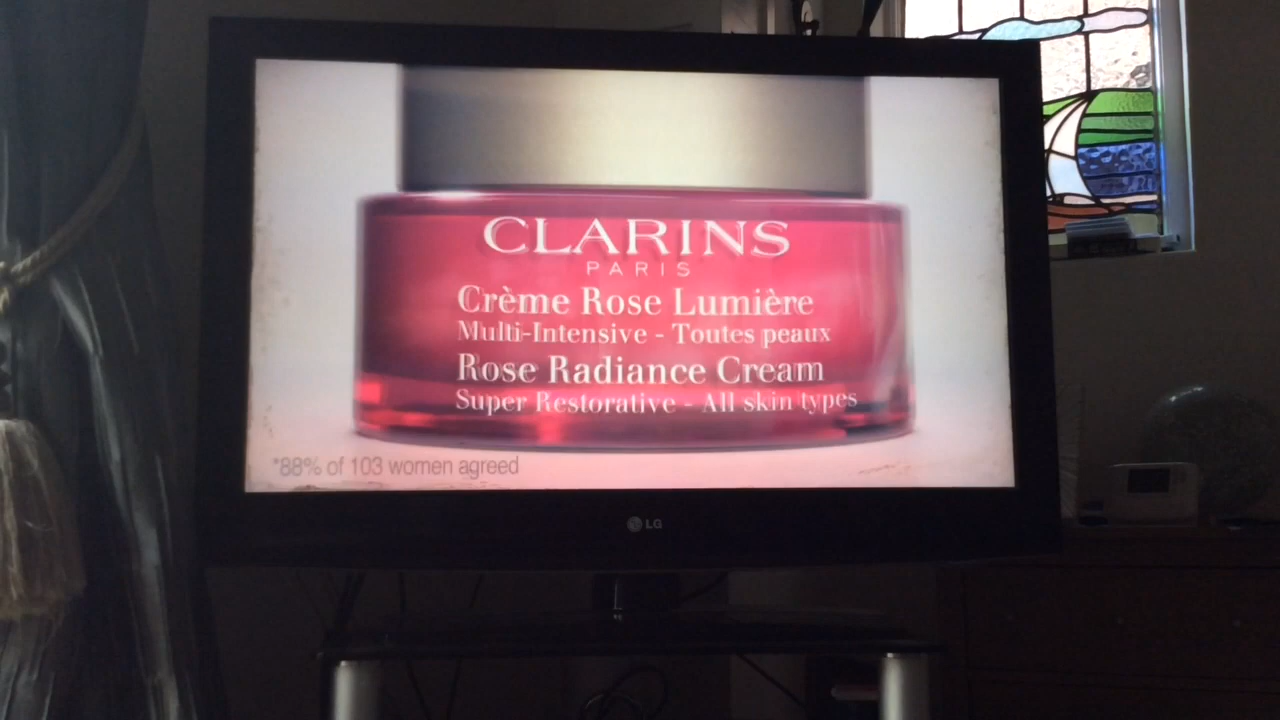 CLARINS
PARIS
Crème Rose Lumière
Multi-Intensive - Toutes peaux
Rose Radiance Cream
Super Restorative - All skin types
*88% of 103 women agreed
LG